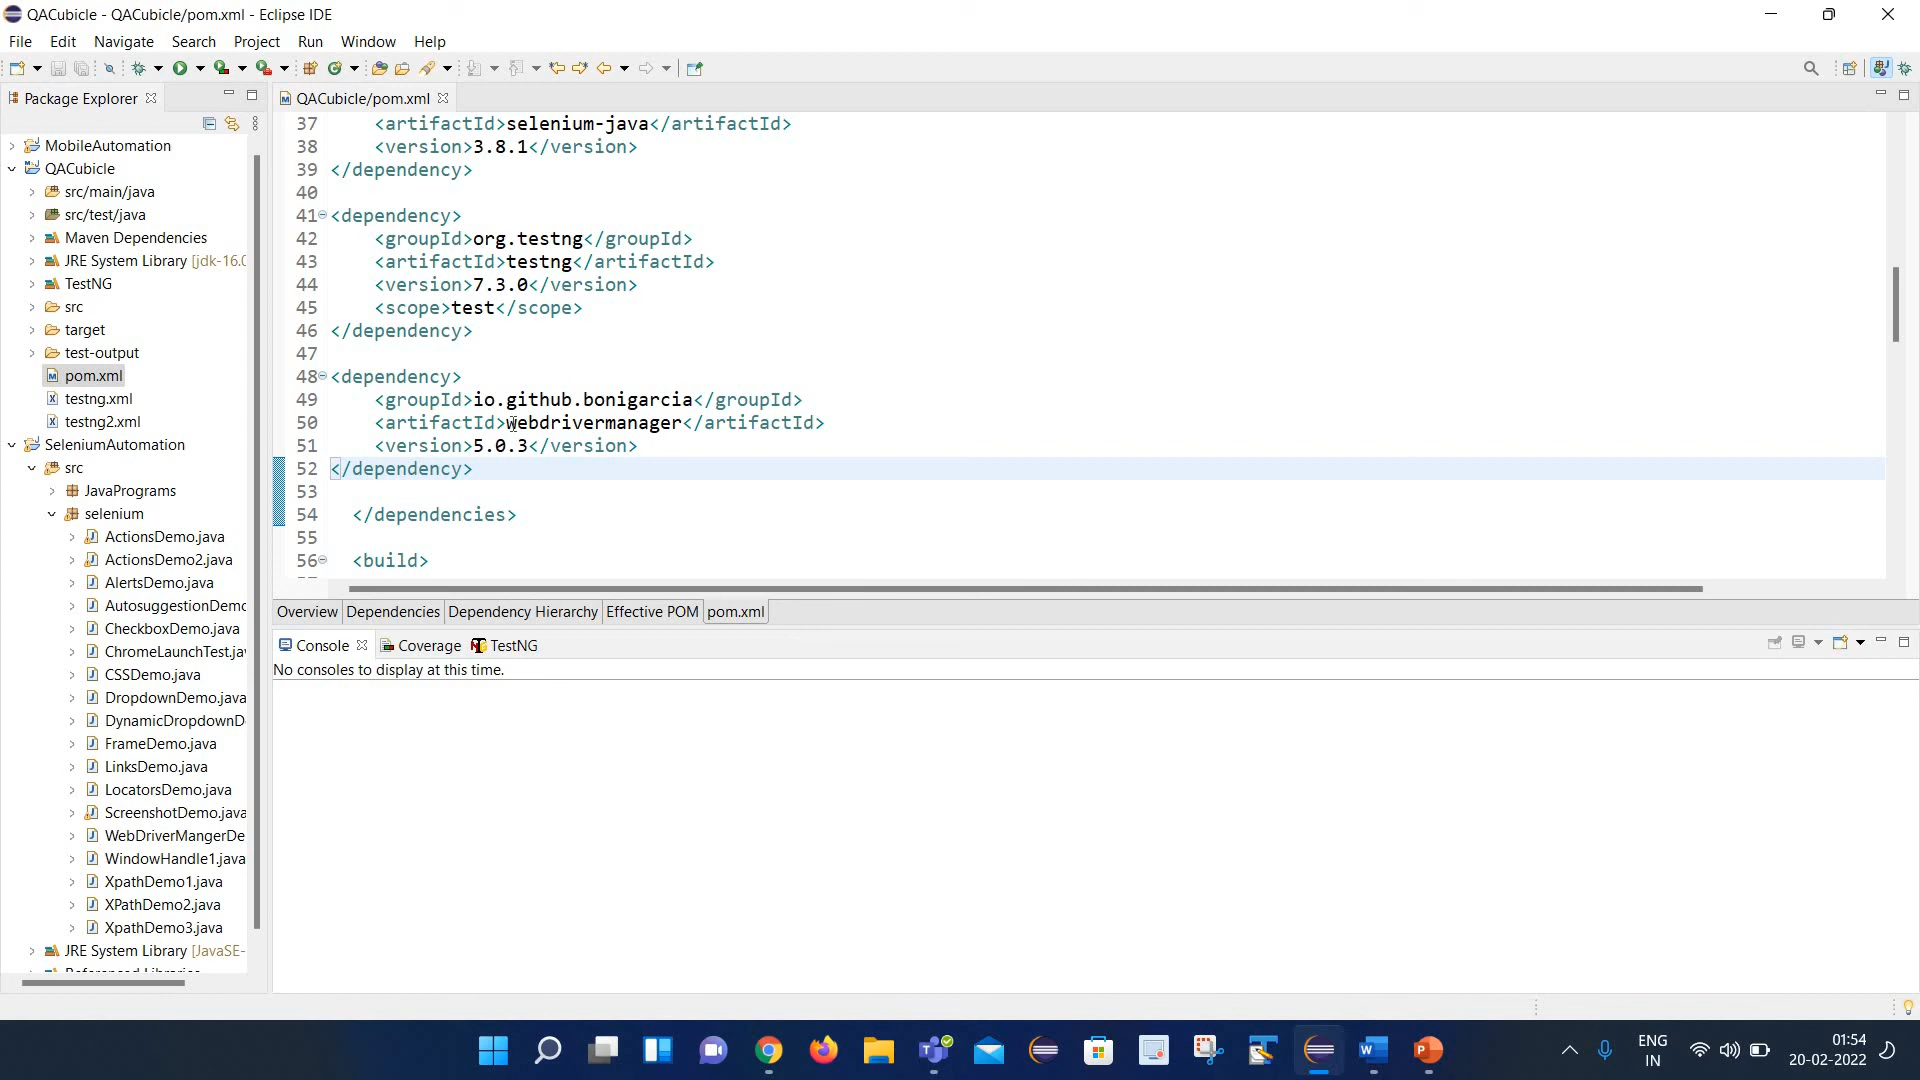 QACubicle - QACubicle/pom.xml - Eclipse IDE
File Edit Navigate Search Project Run Window Help
Package Explorer
MobileAutomation
QACubicle
src/main/java
src/test/java
Maven Dependencies
JRE System Library [jdk-16.0
TestNG
src
target
test-output
pom.xml
testng.xml
testng2.xml
SeleniumAutomation
src
JavaPrograms
selenium
ActionsDemo.java
ActionsDemo2.java
AlertsDemo.java
AutosuggestionDemo
CheckboxDemo.java
ChromeLaunchTest.jav
CSSDemo.java
DropdownDemo.java
DynamicDropdownD
FrameDemo.java
LinksDemo.java
LocatorsDemo.java
ScreenshotDemo.java
WebDriverMangerDe
WindowHandle1.java
XpathDemo1.java
XPathDemo2.java
XpathDemo3.java
JRE System Library [JavaSE-
QACubicle/pom.xml
37 <artifactId>selenium-java</artifactId>
38 <version>3.8.1</version>
39 </dependency>
40
41 <dependency>
42 <groupId>org.testng</groupId>
43 <artifactId>testng</artifactId>
44 <version>7.3.0</version>
45 <scope>test</scope>
46 </dependency>
47
48 <dependency>
49 <groupId>io.github.bonigarcia</groupId>
50 <artifactId>webdrivermanager</artifactId>
51 <version>5.0.3</version>
52 </dependency>
53
54 </dependencies>
55
56 <build>
Overview Dependencies Dependency Hierarchy Effective POM pom.xml
Console Coverage TestNG
No consoles to display at this time.
ENG
IN
01:54
20-02-2022